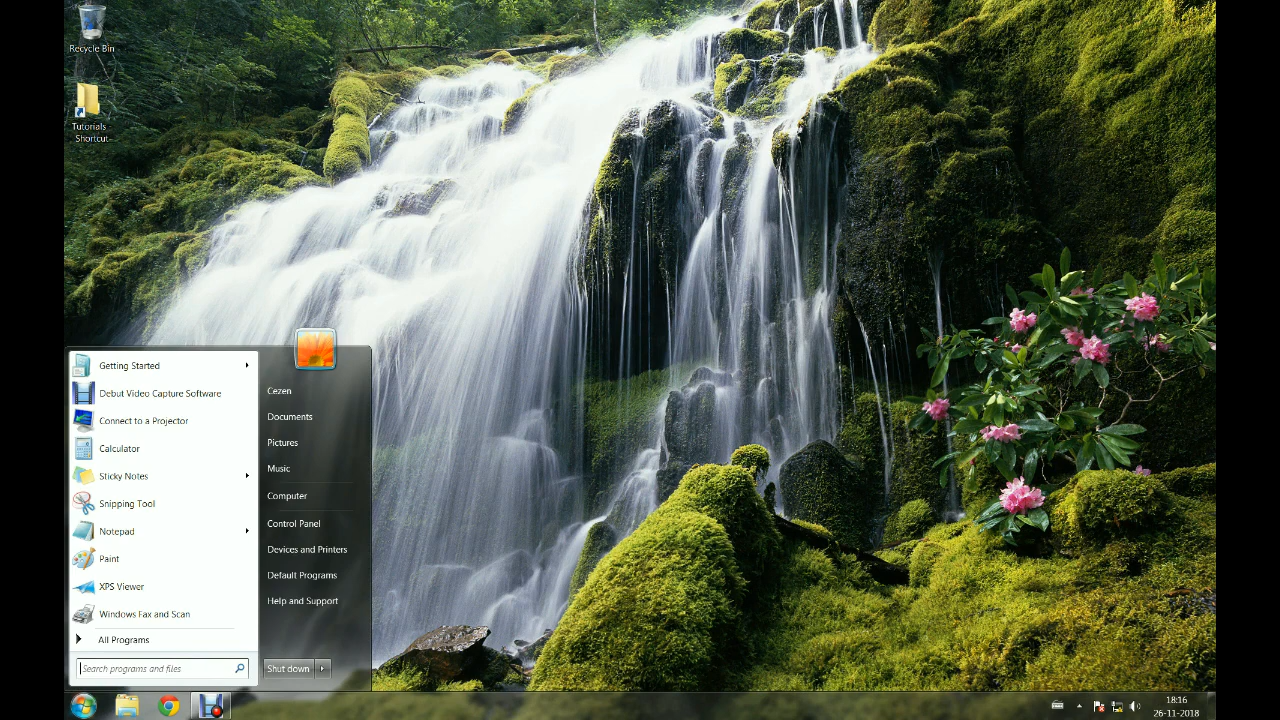 Recycle Bin
Tutorials -
Shortcut
Getting Started
Debut Video Capture Software
Connect to a Projector
Calculator
Sticky Notes
Snipping Tool
Notepad
Paint
XPS Viewer
Windows Fax and Scan
All Programs
Search programs and files
Cezen
Documents
Pictures
Music
Computer
Control Panel
Devices and Printers
Default Programs
Help and Support
Shut down
18:16
26-11-2018